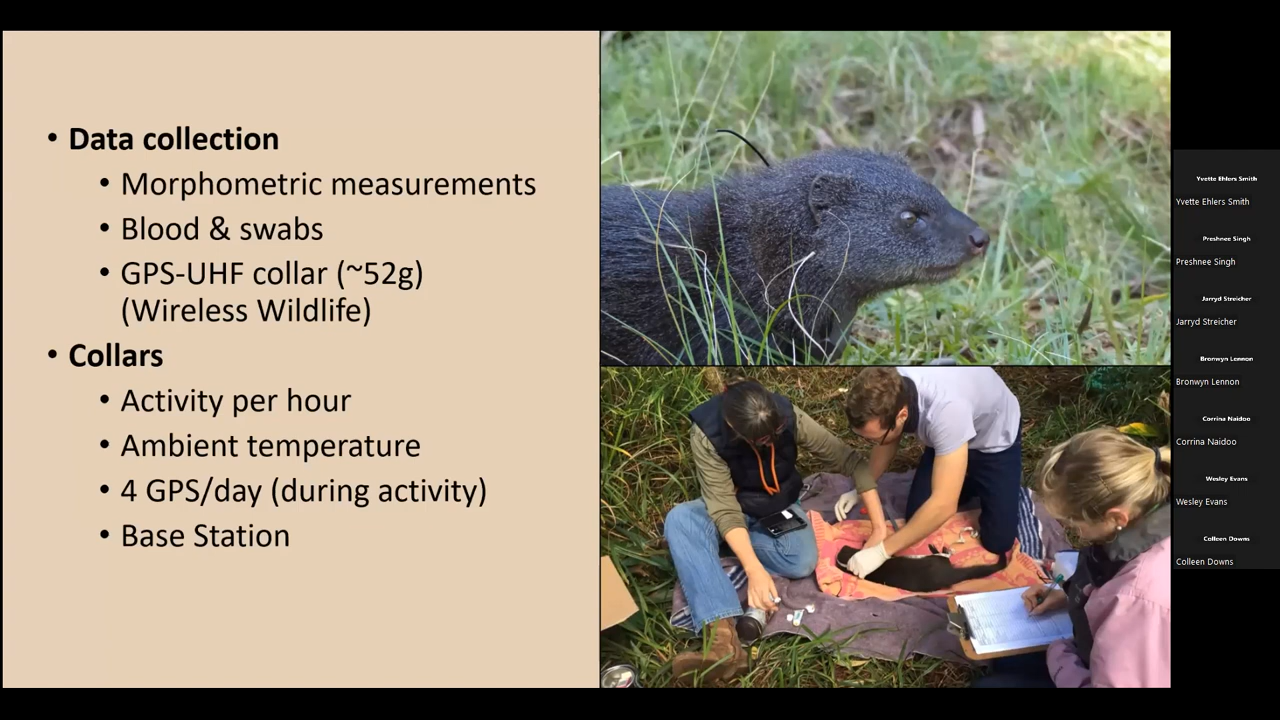 • Data collection
• Morphometric measurements
• Blood & swabs
• GPS-UHF collar (~52g)
(Wireless Wildlife)
• Collars
• Activity per hour
• Ambient temperature
• 4 GPS/day (during activity)
• Base Station
Yvette Ehlers Smith
Yvette Ehlers Smith
Preshnee Singh
Preshnee Singh
Jarryd Streicher
Jarryd Streicher
Bronwyn Lennon
Bronwyn Lennon
Corrina Naidoo
Corrina Naidoo
Wesley Evans
Wesley Evans
Colleen Downs
Colleen Downs